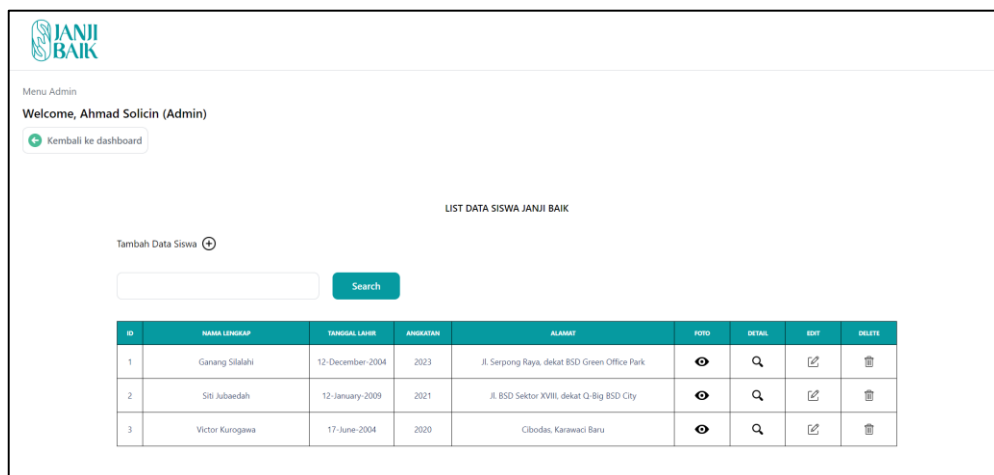 JANJI
BAIK
Menu Admin
Welcome, Ahmad Solicin (Admin)
Kembali ke dashboard
LIST DATA SISWA JANJI BAIK
Tambah Data Siswa
Search
ID NAMA LENGKAP TANGGAL LAHIR ANGKATAN ALAMAT FOTO DETAIL EDIT DELETE
1 Ganang Silalahi 12-December-2004 2023 Jl. Serpong Raya, dekat BSD Green Office Park
2 Siti Jubaedah 12-January-2009 2021 Jl. BSD Sektor XVIII, dekat Q-Big BSD City
3 Victor Kurogawa 17-June-2004 2020 Cibodas, Karawaci Baru